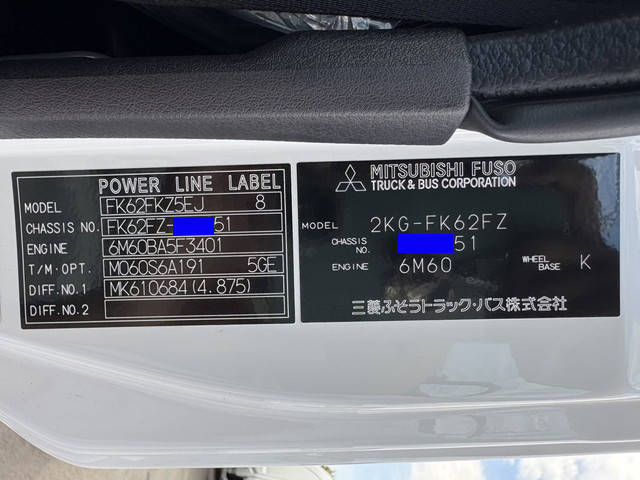 POWER LINE LABEL
MODEL FK62FKZ5EJ 8
CHASSIS NO. FK62FZ- 51
ENGINE 6M60BA5F3401
T/M.OPT. M060S6A191 5GE
DIFF.NO.1 MK610684(4.875)
DIFF.NO.2
MITSUBISHI FUSO
TRUCK & BUS CORPORATION
MODEL 2KG-FK62FZ
CHASSIS NO. 51
ENGINE 6M60 WHEEL BASE K
三菱ふそうトラック・バス株式会社